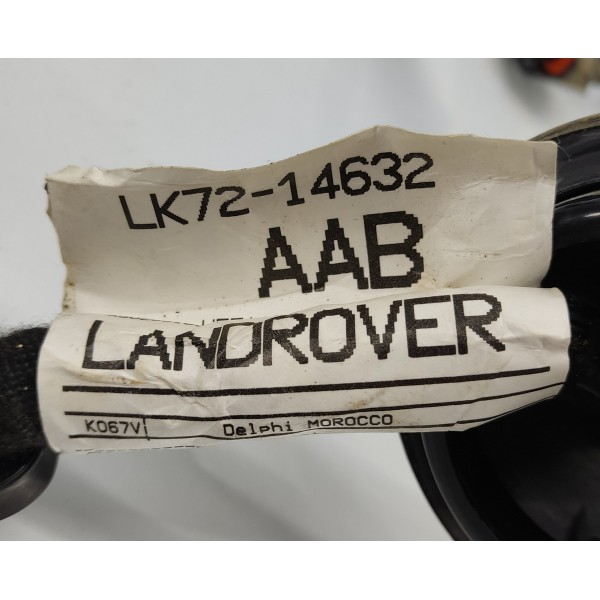 LK72-14632
AAB
LANDROVER
K067V
Delphi MOROCCO